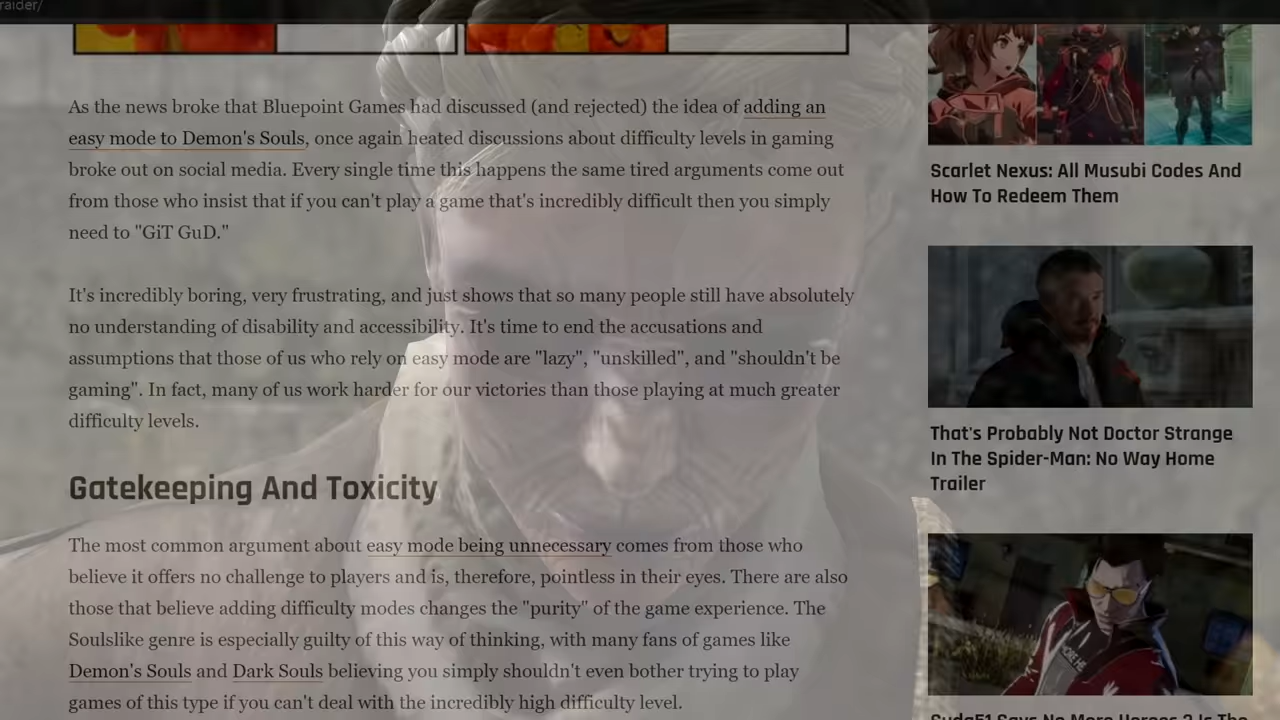 raider/
As the news broke that Bluepoint Games had discussed (and rejected) the idea of adding an
easy mode to Demon's Souls, once again heated discussions about difficulty levels in gaming
broke out on social media. Every single time this happens the same tired arguments come out
from those who insist that if you can't play a game that's incredibly difficult then you simply
need to "GiT GuD."
It's incredibly boring, very frustrating, and just shows that so many people still have absolutely
no understanding of disability and accessibility. It's time to end the accusations and
assumptions that those of us who rely on easy mode are "lazy", "unskilled", and "shouldn't be
gaming". In fact, many of us work harder for our victories than those playing at much greater
difficulty levels.
Gatekeeping And Toxicity
The most common argument about easy mode being unnecessary comes from those who
believe it offers no challenge to players and is, therefore, pointless in their eyes. There are also
those that believe adding difficulty modes changes the "purity" of the game experience. The
Soulslike genre is especially guilty of this way of thinking, with many fans of games like
Demon's Souls and Dark Souls believing you simply shouldn't even bother trying to play
games of this type if you can't deal with the incredibly high difficulty level.
Scarlet Nexus: All Musubi Codes And
How To Redeem Them
That's Probably Not Doctor Strange
In The Spider-Man: No Way Home
Trailer
Suda51 Says No More Heroes 3 Is The